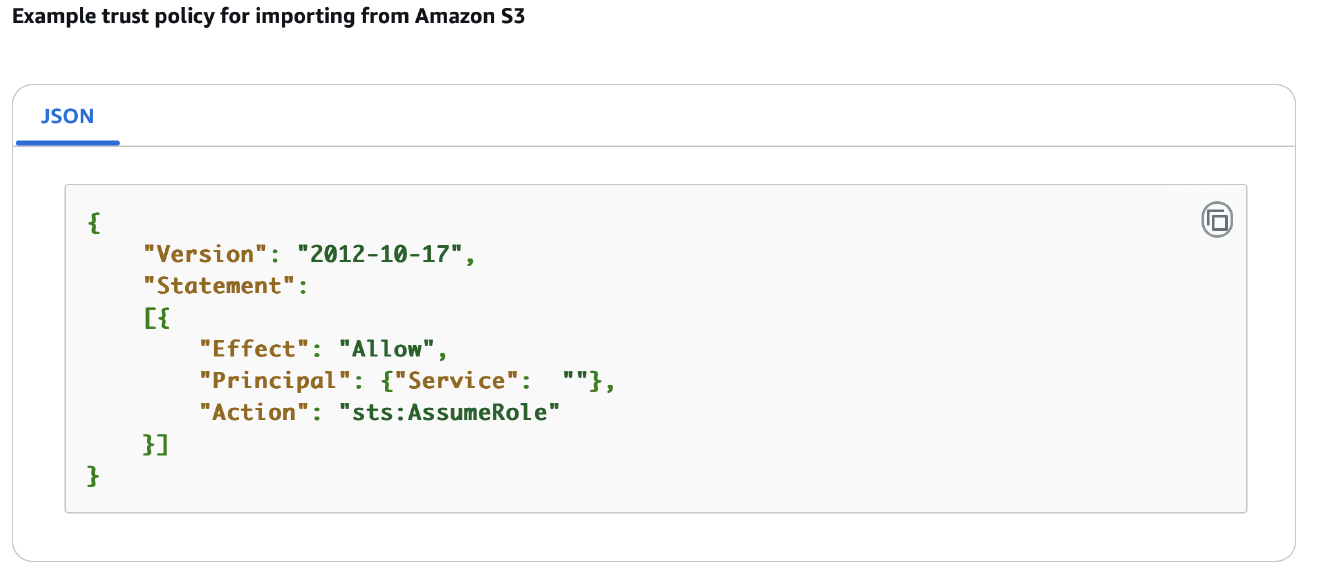 Example trust policy for importing from Amazon S3
JSON
{
    "Version": "2012-10-17",
    "Statement":
    [{
        "Effect": "Allow",
        "Principal": {"Service":  ""},
        "Action": "sts:AssumeRole"
    }]
}